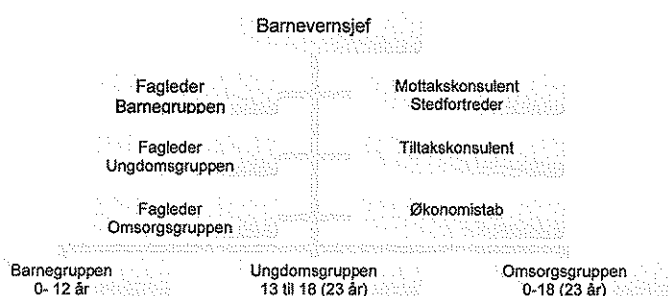 Barnevernsjef
Fagleder
Barnegruppen
Mottakskonsulent
Stedfortreder
Fagleder
Ungdomsgruppen
Tiltakskonsulent
Fagleder
Omsorgsgruppen
Økonomistab
Barnegruppen
0- 12 år
Ungdomsgruppen
13 til 18 (23 år)
Omsorgsgruppen
0-18 (23 år)